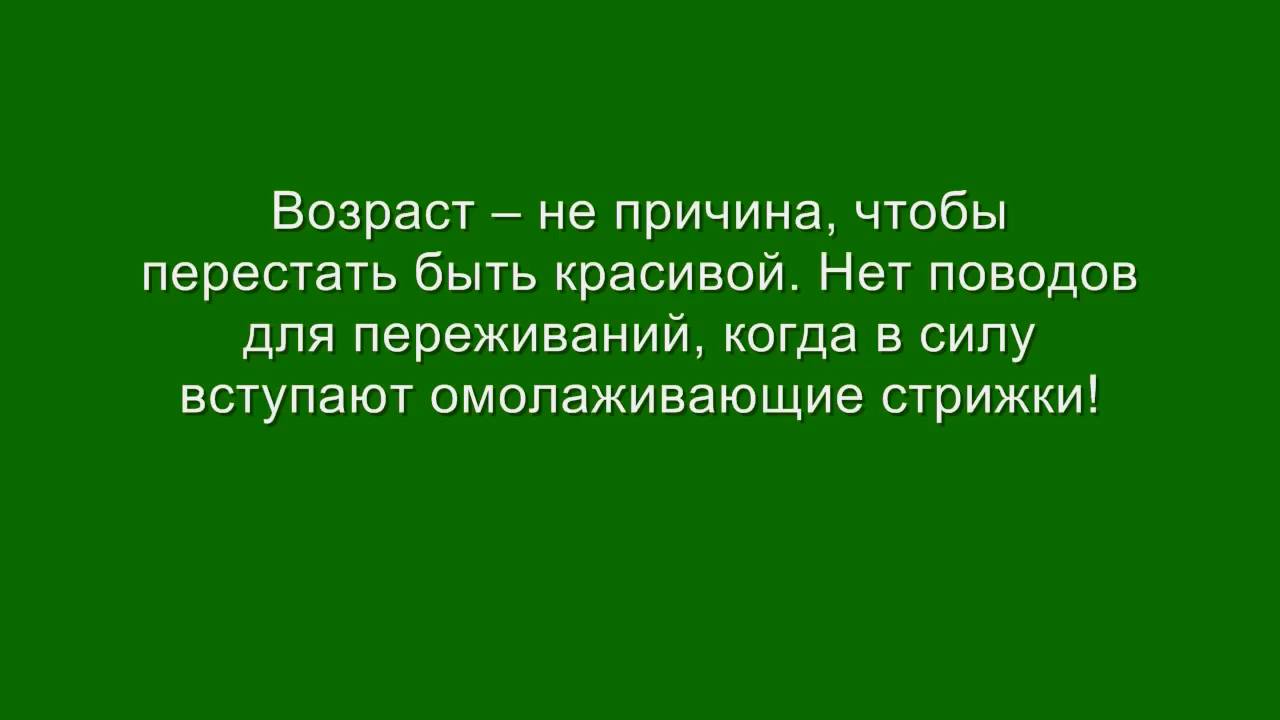 Возраст – не причина, чтобы
перестать быть красивой. Нет поводов
для переживаний, когда в силу
вступают омолаживающие стрижки!